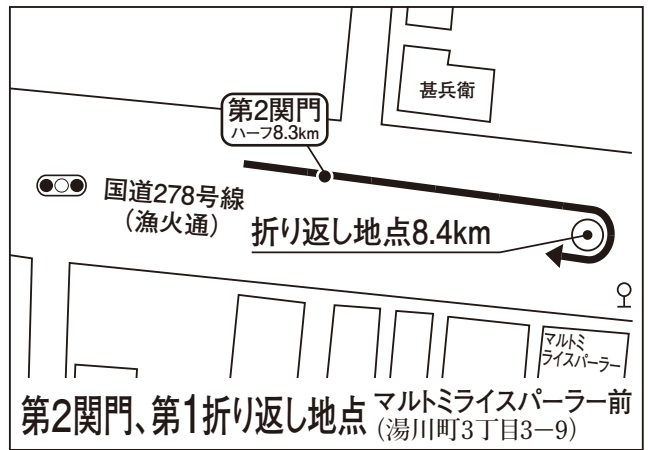 甚兵衛
第2関門
ハーフ8.3km
国道278号線
(漁火通)
折り返し地点8.4km
マルトミ
ライスパーラー
第2関門、第1折り返し地点
マルトミライスパーラー前
(湯川町3丁目3−9)